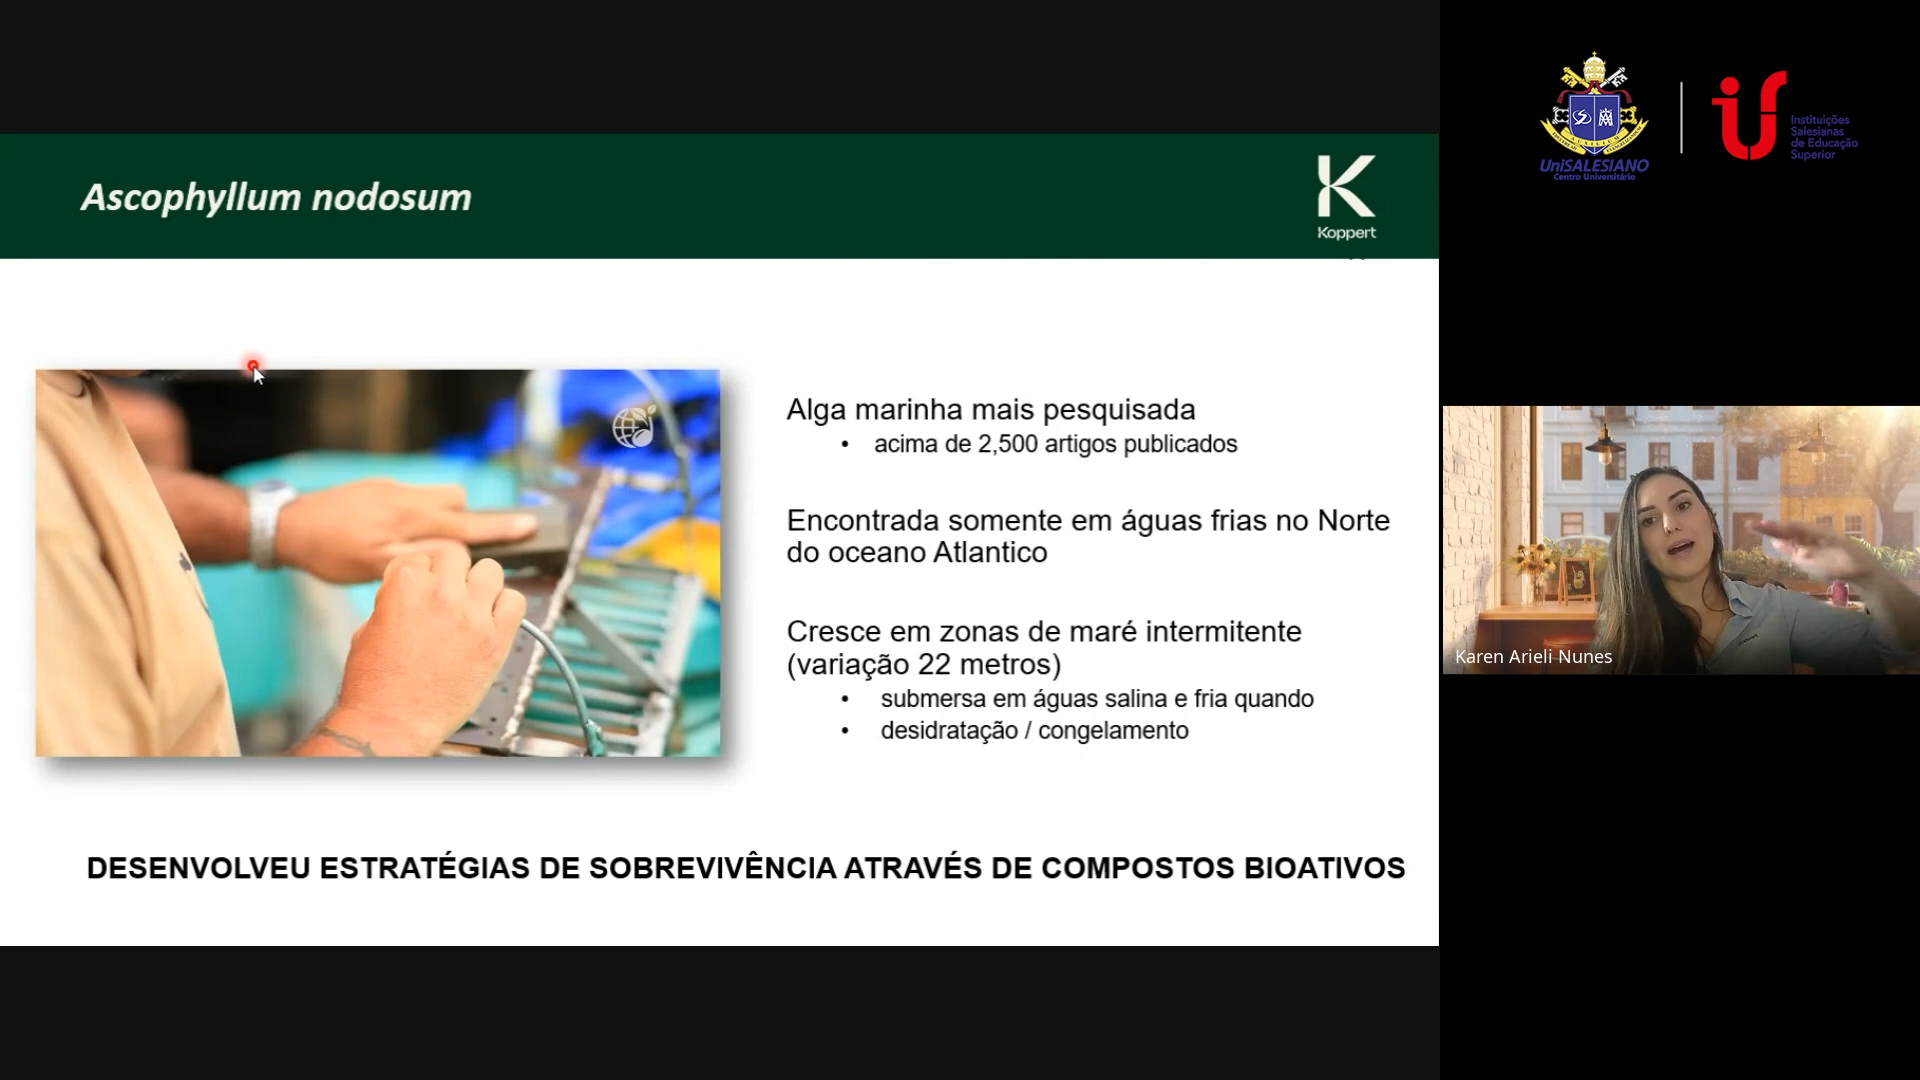 Ascophyllum nodosum
Koppert
Alga marinha mais pesquisada
• acima de 2,500 artigos publicados
Encontrada somente em águas frias no Norte
do oceano Atlantico
Cresce em zonas de maré intermitente
(variação 22 metros)
• submersa em águas salina e fria quando
• desidratação / congelamento
DESENVOLVEU ESTRATÉGIAS DE SOBREVIVÊNCIA ATRAVÉS DE COMPOSTOS BIOATIVOS
UniSALESIANO
Centro Universitário
Instituições
Salesianas
de Educação
Superior
Karen Arieli Nunes